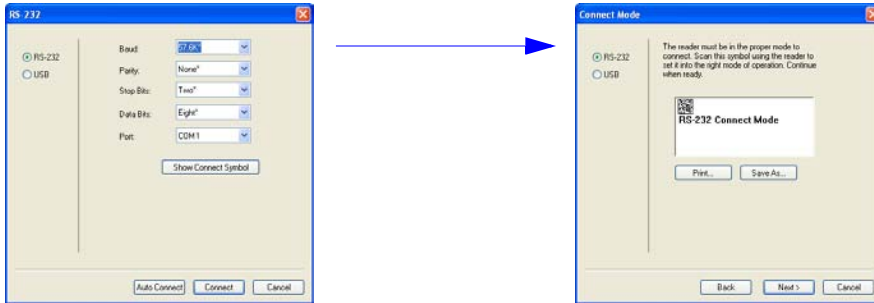 RS-232
RS-232
USB
Baud:
57.6K*
Parity:
None*
Stop Bits:
Two*
Data Bits:
Eight*
Port:
COM1
Show Connect Symbol
Auto Connect
Connect
Cancel
Connect Mode
RS-232
USB
The reader must be in the proper mode to
connect. Scan this symbol using the reader to
set it into the right mode of operation. Continue
when ready.
RS-232 Connect Mode
Print...
Save As...
Back
Next >
Cancel